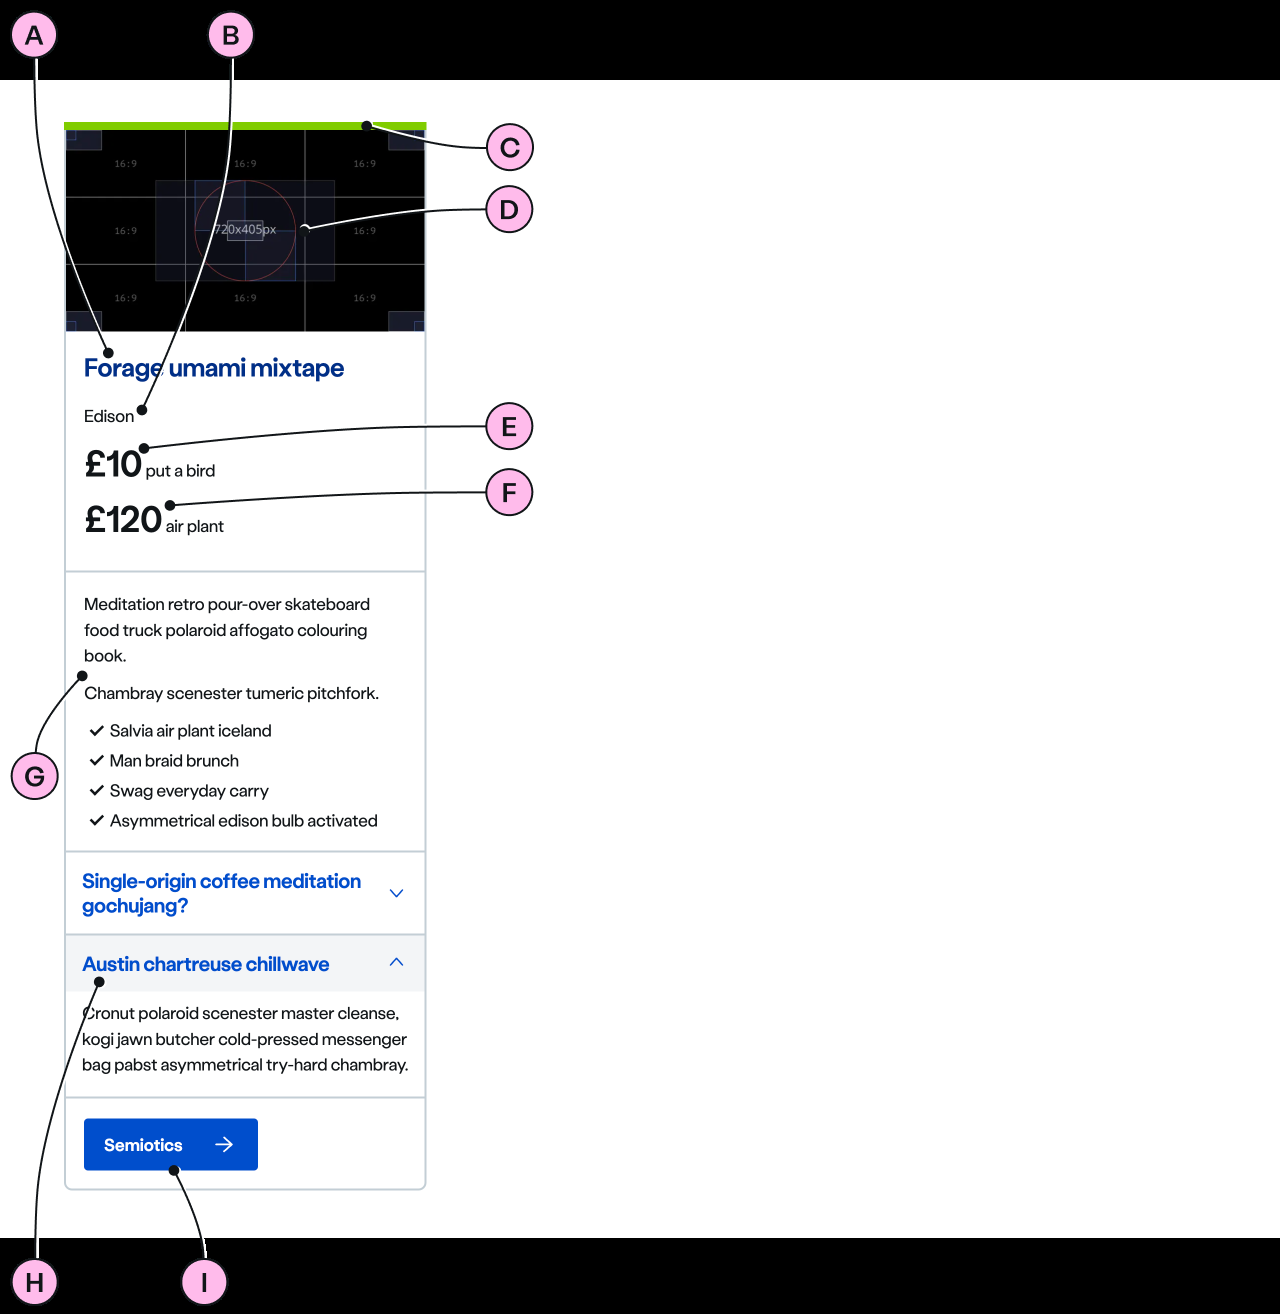 A
B
C
D
16:9 16:9 16:9
16:9 720x405px 16:9
16:9 16:9 16:9
Forage umami mixtape
Edison
E
£10 put a bird
F
£120 air plant
Meditation retro pour-over skateboard
food truck polaroid affogato colouring
book.
Chambray scenester tumeric pitchfork.
Salvia air plant iceland
Man braid brunch
G
Swag everyday carry
Asymmetrical edison bulb activated
Single-origin coffee meditation
gochujang?
Austin chartreuse chillwave
Cronut polaroid scenester master cleanse,
kogi jawn butcher cold-pressed messenger
bag pabst asymmetrical try-hard chambray.
Semiotics
H
I